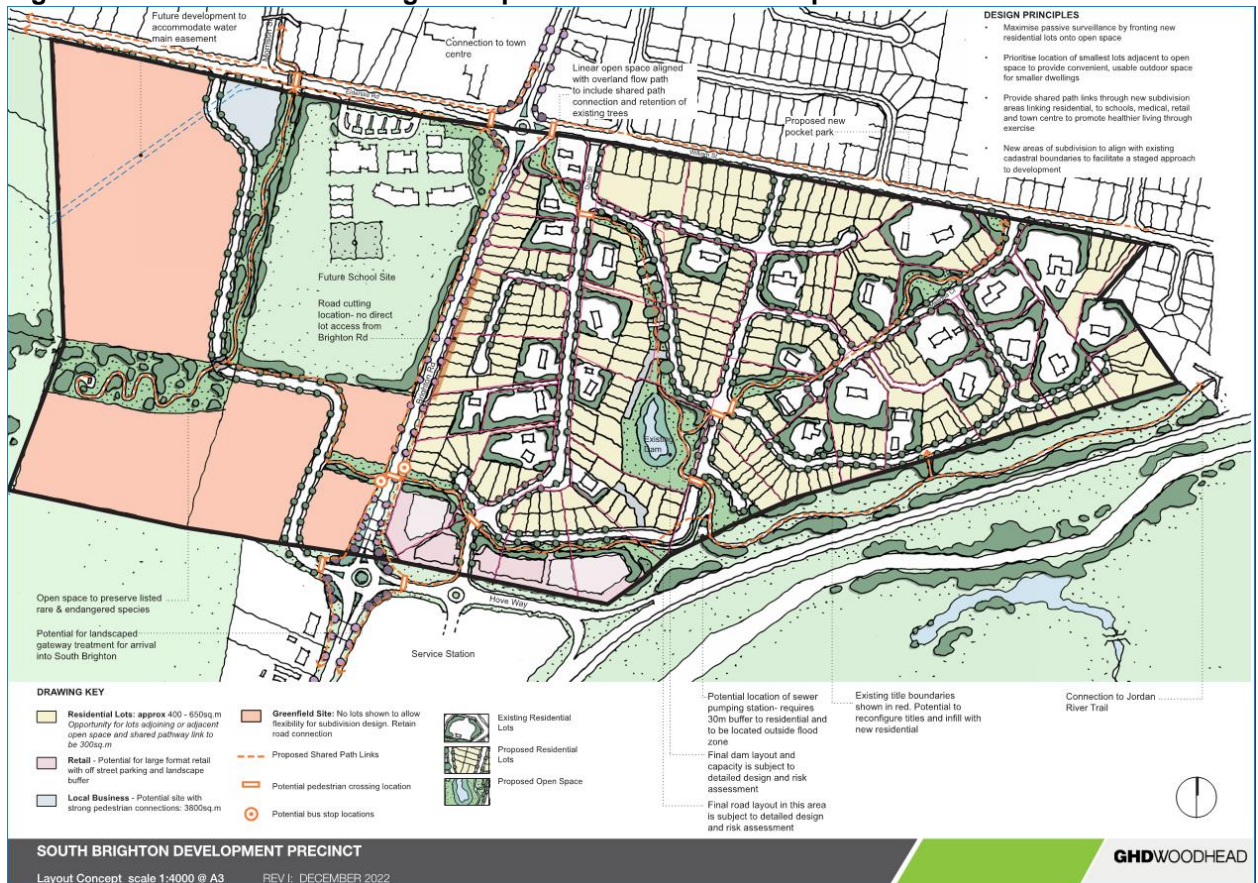 Future development to
accommodate water
main easement
Connection to town
centre
Linear open space aligned
with overland flow path
to include shared path
connection and retention of
existing trees
Proposed new
pocket park
DESIGN PRINCIPLES
• Maximise passive surveillance by fronting new
residential lots onto open space
• Prioritise location of smallest lots adjacent to open
space to provide convenient, usable outdoor space
for smaller dwellings
• Provide shared path links through new subdivision
areas linking residential, to schools, medical, retail
and town centre to promote healthier living through
exercise
• New areas of subdivision to align with existing
cadastral boundaries to facilitate a staged approach
to development
Elderslie Rd
William St
Future School Site
Road cutting
location- no direct
lot access from
Brighton Rd
Brighton Rd
Existing
Dam
Open space to preserve listed
rare & endangered species
Potential for landscaped
gateway treatment for arrival
into South Brighton
Hove Way
Service Station
DRAWING KEY
Residential Lots: approx 400 - 650sq.m
Opportunity for lots adjoining or adjacent
open space and shared pathway link to
be 300sq.m
Retail - Potential for large format retail
with off street parking and landscape
buffer
Local Business - Potential site with
strong pedestrian connections: 3800sq.m
Greenfield Site: No lots shown to allow
flexibility for subdivision design. Retain
road connection
Proposed Shared Path Links
Potential pedestrian crossing location
Potential bus stop locations
Existing Residential
Lots
Proposed Residential
Lots
Proposed Open Space
Potential location of sewer
pumping station- requires
30m buffer to residential and
to be located outside flood
zone
Final dam layout and
capacity is subject to
detailed design and risk
assessment
Final road layout in this area
is subject to detailed design
and risk assessment
Existing title boundaries
shown in red. Potential to
reconfigure titles and infill with
new residential
Connection to Jordan
River Trail
SOUTH BRIGHTON DEVELOPMENT PRECINCT
Layout Concept scale 1:4000 @ A3 REV I: DECEMBER 2022
GHDWOODHEAD